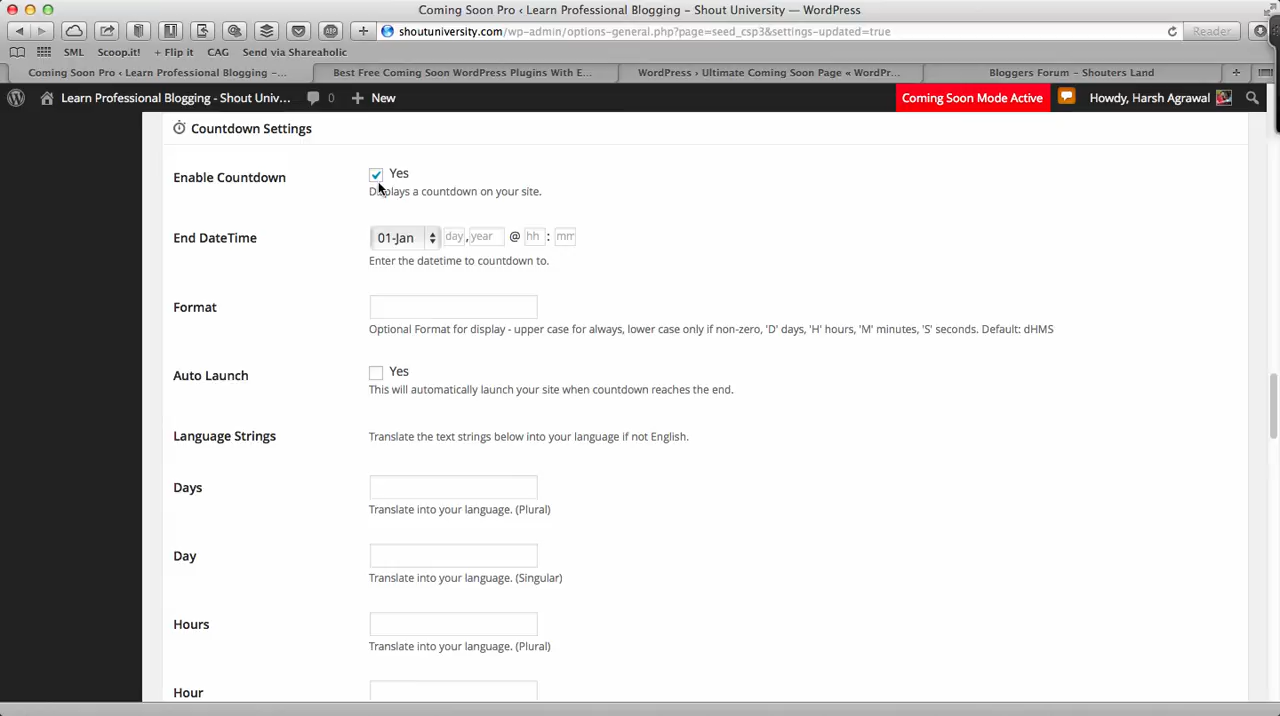 Coming Soon Pro ‹ Learn Professional Blogging – Shout University — WordPress
shoutuniversity.com/wp-admin/options-general.php?page=seed_csp3&settings-updated=true
Reader
SML Scoop.it! + Flip it CAG Send via Shareaholic
Coming Soon Pro ‹ Learn Professional Blogging –... Best Free Coming Soon WordPress Plugins With E... WordPress › Ultimate Coming Soon Page « WordPr... Bloggers Forum – Shouters Land
Learn Professional Blogging - Shout Univ... 0 + New Coming Soon Mode Active Howdy, Harsh Agrawal
Countdown Settings
Enable Countdown Yes
Displays a countdown on your site.
End DateTime 01-Jan day, year @ hh : mm
Enter the datetime to countdown to.
Format
Optional Format for display - upper case for always, lower case only if non-zero, 'D' days, 'H' hours, 'M' minutes, 'S' seconds. Default: dHMS
Auto Launch Yes
This will automatically launch your site when countdown reaches the end.
Language Strings Translate the text strings below into your language if not English.
Days
Translate into your language. (Plural)
Day
Translate into your language. (Singular)
Hours
Translate into your language. (Plural)
Hour